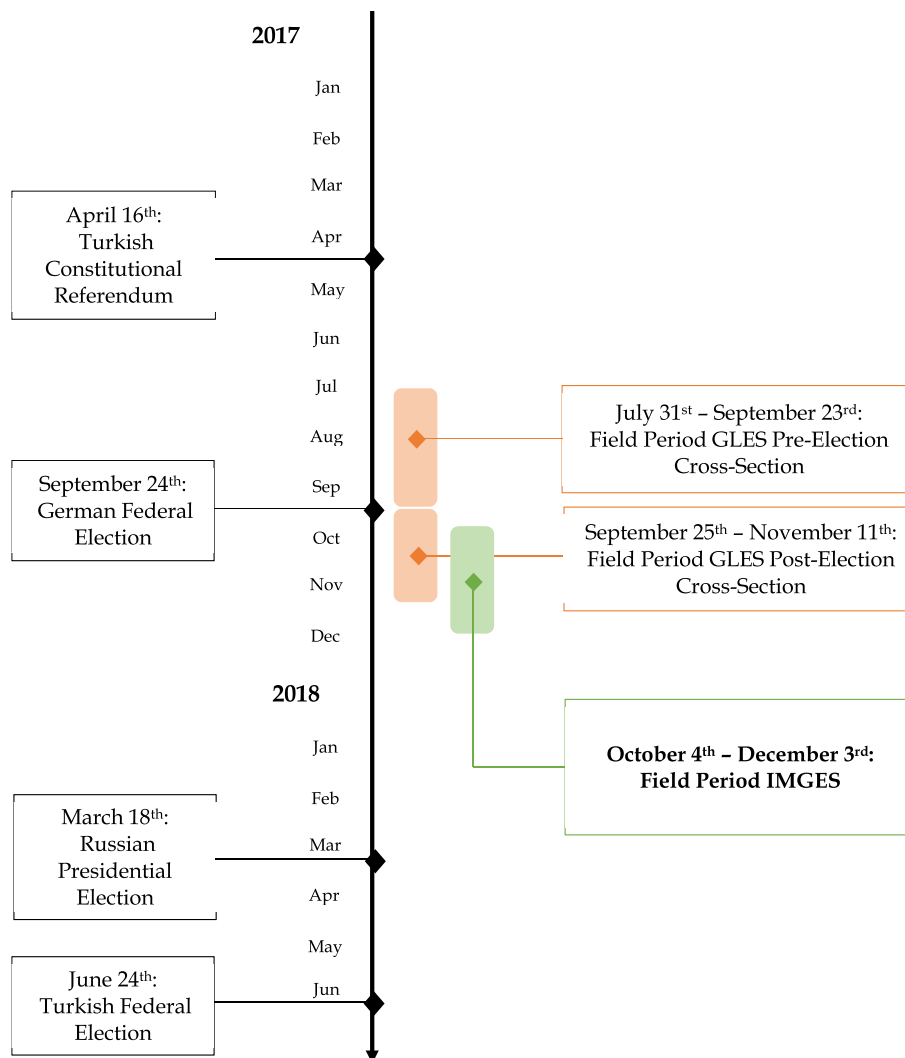 2017
Jan
Feb
Mar
April 16th:
Turkish
Constitutional
Referendum
Apr
May
Jun
Jul
July 31st – September 23rd:
Field Period GLES Pre-Election
Cross-Section
Aug
Sep
September 24th:
German Federal
Election
Oct
September 25th – November 11th:
Field Period GLES Post-Election
Cross-Section
Nov
Dec
2018
Jan
October 4th – December 3rd:
Field Period IMGES
Feb
March 18th:
Russian
Presidential
Election
Mar
Apr
May
June 24th:
Turkish Federal
Election
Jun